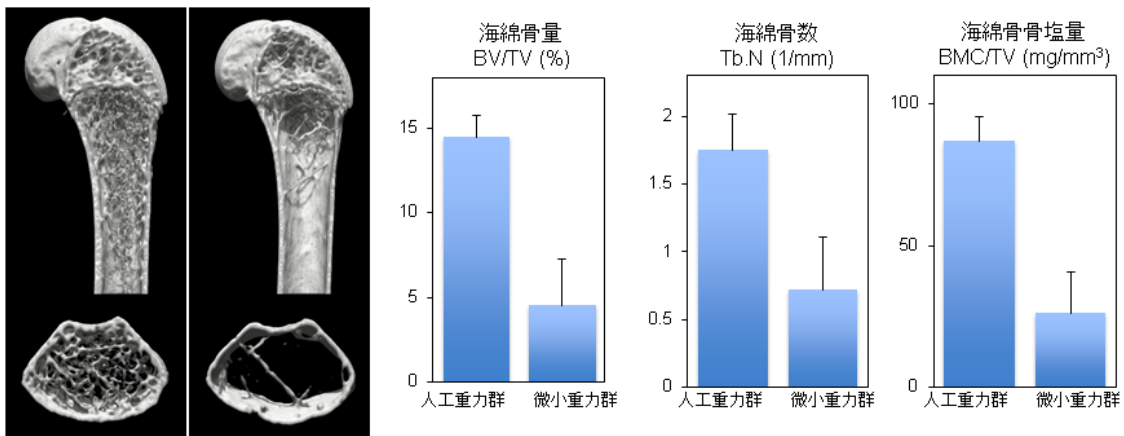 海綿骨量
BV/TV (%)
15
10
5
0
人工重力群
微小重力群
海綿骨数
Tb.N (1/mm)
2
1.5
1
0.5
0
人工重力群
微小重力群
海綿骨骨塩量
BMC/TV (mg/mm³)
100
50
0
人工重力群
微小重力群